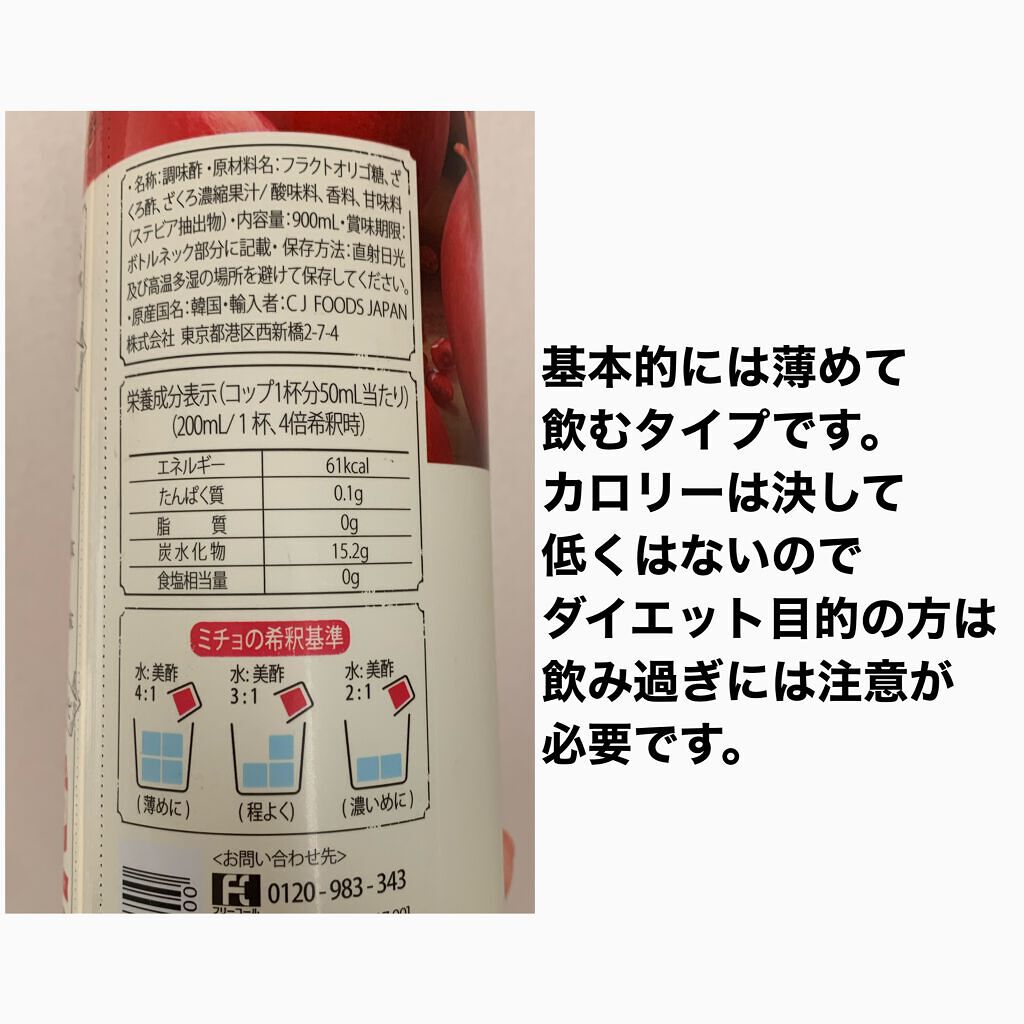 ・名称:調味酢・原材料名:フラクトオリゴ糖、ざ
くろ酢、ざくろ濃縮果汁/酸味料、香料、甘味料
(ステビア抽出物)・内容量:900mL・賞味期限:
ボトルネック部分に記載・保存方法:直射日光
及び高温多湿の場所を避けて保存してください。
・原産国名:韓国・輸入者:CJ FOODS JAPAN
株式会社 東京都港区西新橋2-7-4
栄養成分表示(コップ1杯分50mL当たり)
(200mL/1杯、4倍希釈時)
エネルギー 61kcal
たんぱく質 0.1g
脂質 0g
炭水化物 15.2g
食塩相当量 0g
ミチョの希釈基準
水:美酢 水:美酢 水:美酢
4:1 3:1 2:1
(薄めに) (程よく) (濃いめに)
<お問い合わせ先>
0120-983-343
フリーコール
基本的には薄めて
飲むタイプです。
カロリーは決して
低くはないので
ダイエット目的の方は
飲み過ぎには注意が
必要です。